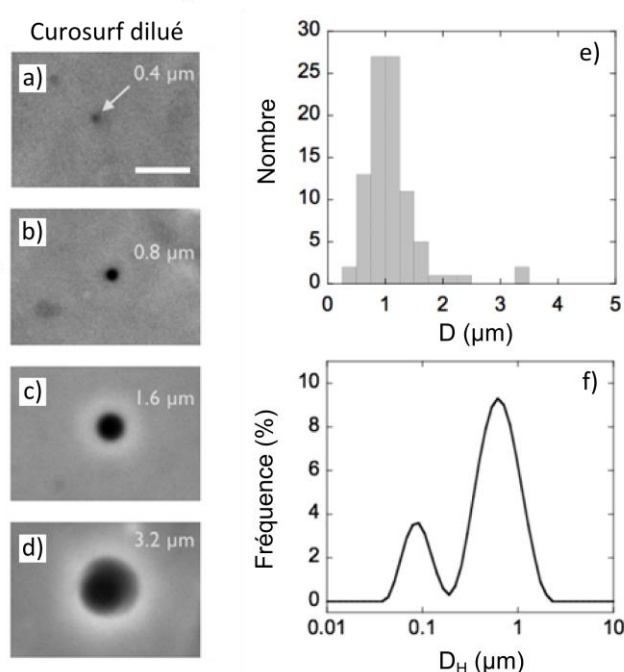 Curosurf dilué
a)
0.4 µm
b)
0.8 µm
c)
1.6 µm
d)
3.2 µm
e)
30
25
20
15
10
5
0
Nombre
0 1 2 3 4 5
D (µm)
f)
10
8
6
4
2
0
Fréquence (%)
0.01 0.1 1 10
D_H (µm)